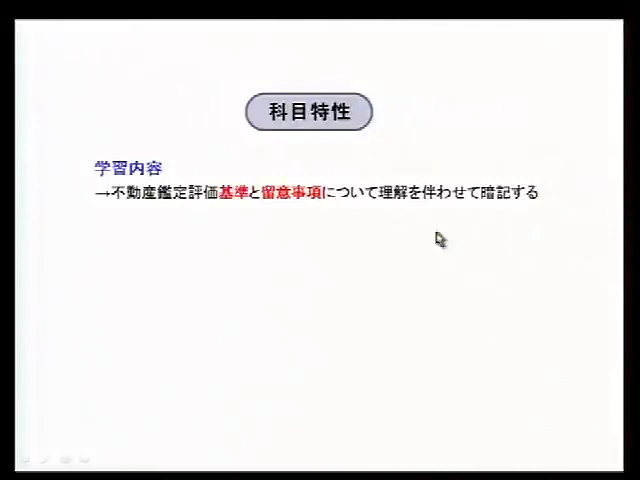 科目特性
学習内容
→不動産鑑定評価基準と留意事項について理解を伴わせて暗記する